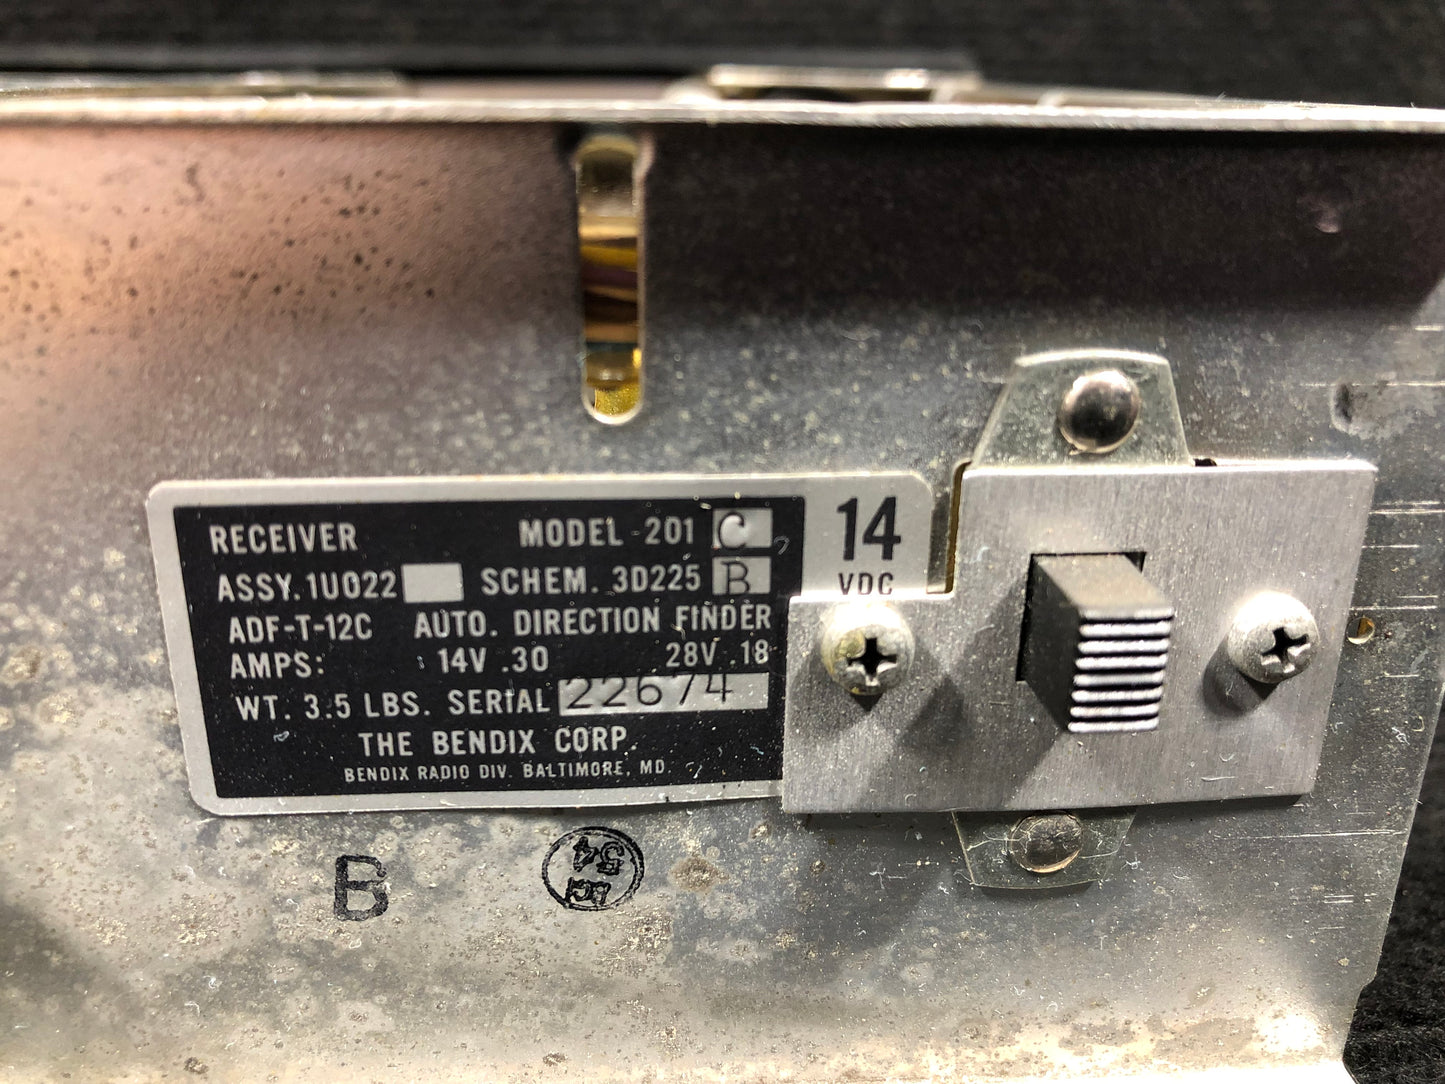 RECEIVER MODEL 201 C
ASSY. 1U022 SCHEM. 3D225 B
ADF-T-12C AUTO. DIRECTION FINDER
AMPS: 14V .30 28V .18
WT. 3.5 LBS. SERIAL 22674
THE BENDIX CORP.
BENDIX RADIO DIV. BALTIMORE, MD.
14
VDC
B
54